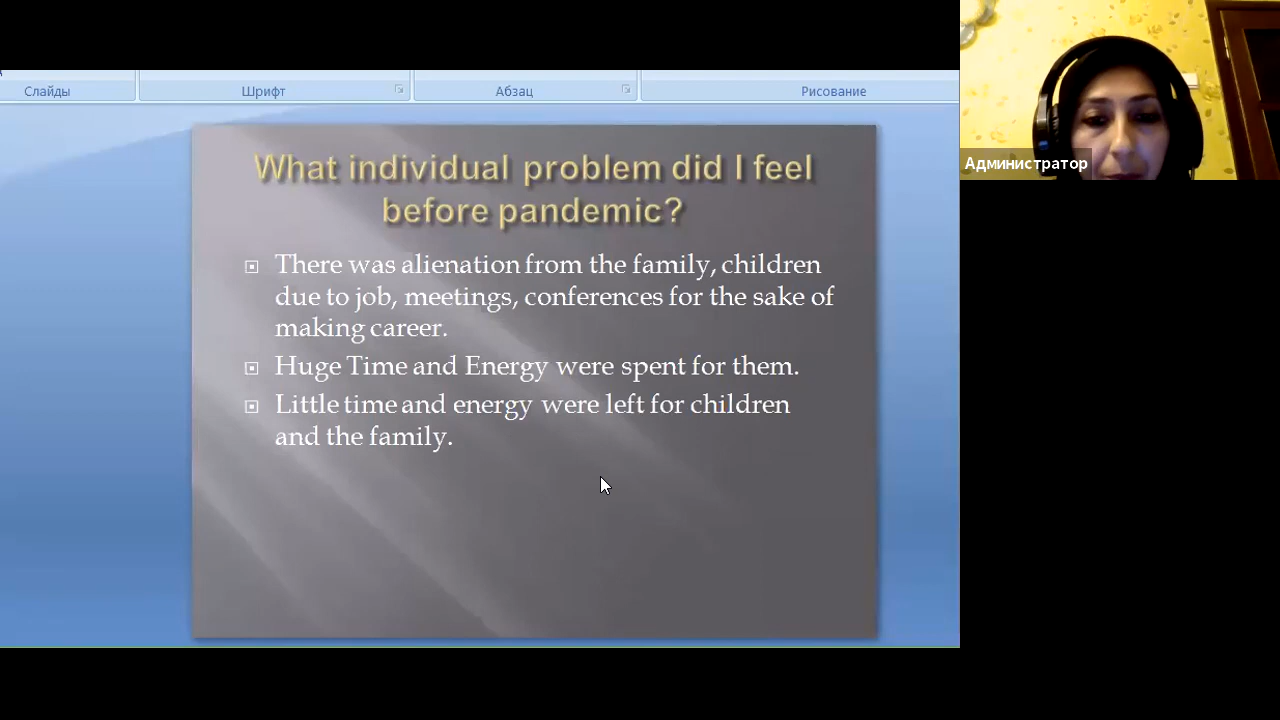 Слайды
Шрифт
Абзац
Рисование
Администратор
What individual problem did I feel
before pandemic?
There was alienation from the family, children
due to job, meetings, conferences for the sake of
making career.
Huge Time and Energy were spent for them.
Little time and energy were left for children
and the family.